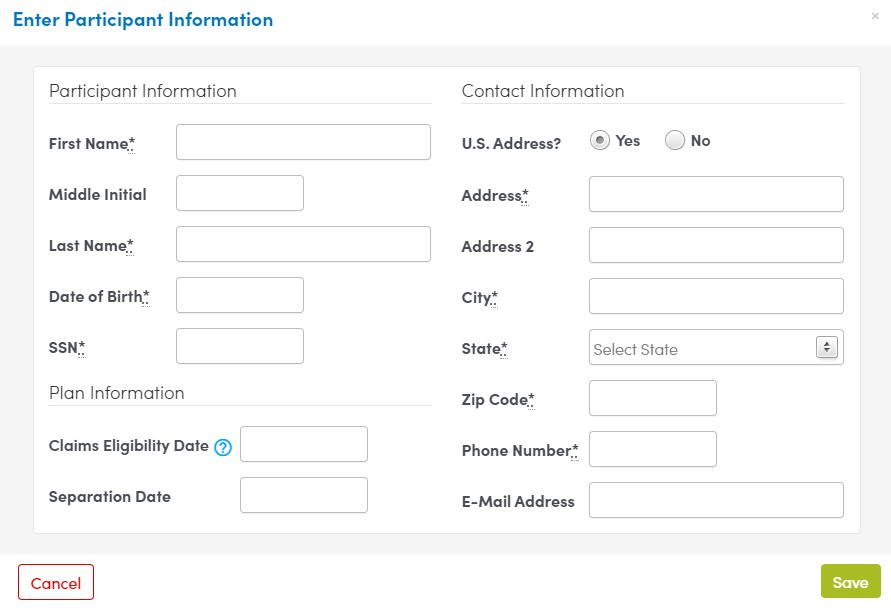 Enter Participant Information
×
Participant Information
First Name*
Middle Initial
Last Name*
Date of Birth*
SSN*
Plan Information
Claims Eligibility Date ?
Separation Date
Contact Information
U.S. Address? Yes No
Address*
Address 2
City*
State* Select State
Zip Code*
Phone Number*
E-Mail Address
Cancel
Save